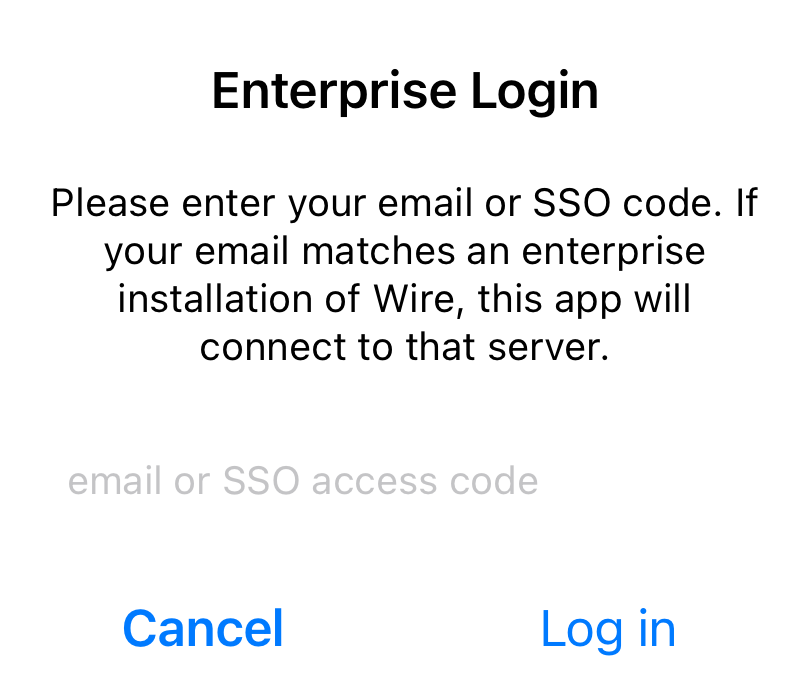 Enterprise Login
Please enter your email or SSO code. If
your email matches an enterprise
installation of Wire, this app will
connect to that server.
email or SSO access code
Cancel
Log in